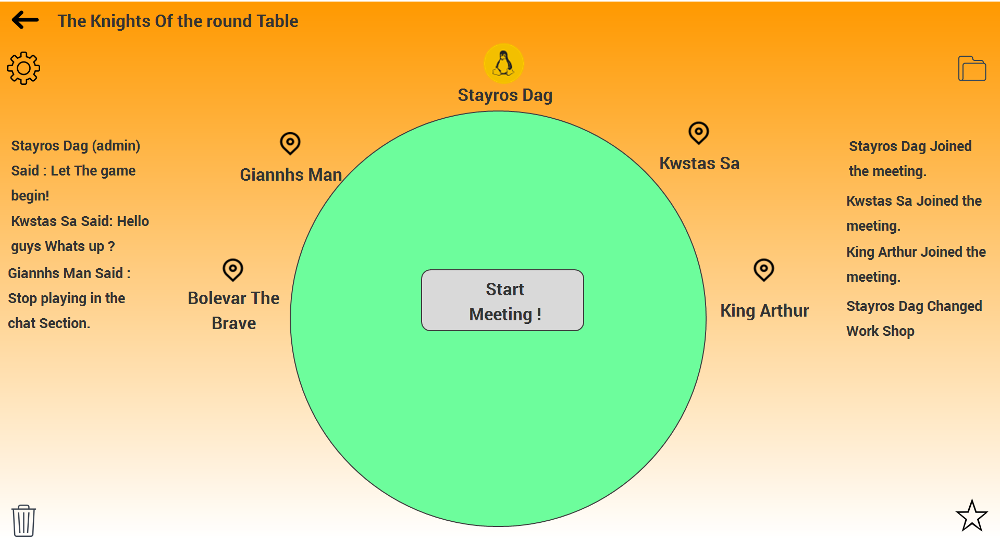 The Knights Of the round Table
Stayros Dag
Stayros Dag (admin)
Said : Let The game
begin!
Kwstas Sa Said: Hello
guys Whats up ?
Giannhs Man Said :
Stop playing in the
chat Section.
Giannhs Man
Bolevar The
Brave
Start
Meeting !
Kwstas Sa
King Arthur
Stayros Dag Joined
the meeting.
Kwstas Sa Joined the
meeting.
King Arthur Joined the
meeting.
Stayros Dag Changed
Work Shop